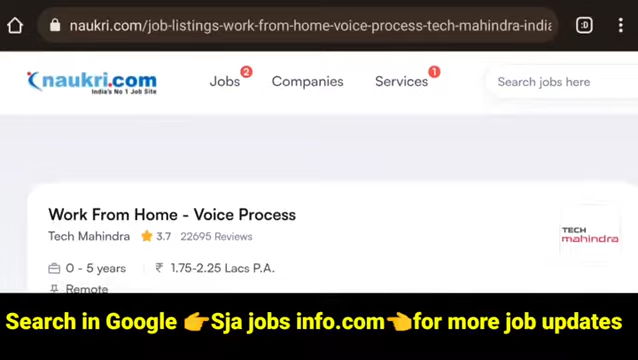 naukri.com/job-listings-work-from-home-voice-process-tech-mahindra-india
:D
naukri.com
India's No 1 Job Site
Jobs 2 Companies Services 1 Search jobs here
Work From Home - Voice Process
Tech Mahindra 3.7 22695 Reviews
TECH
mahindra
0 - 5 years ₹ 1.75-2.25 Lacs P.A.
Remote
Search in Google 👉Sja jobs info.com👈for more job updates